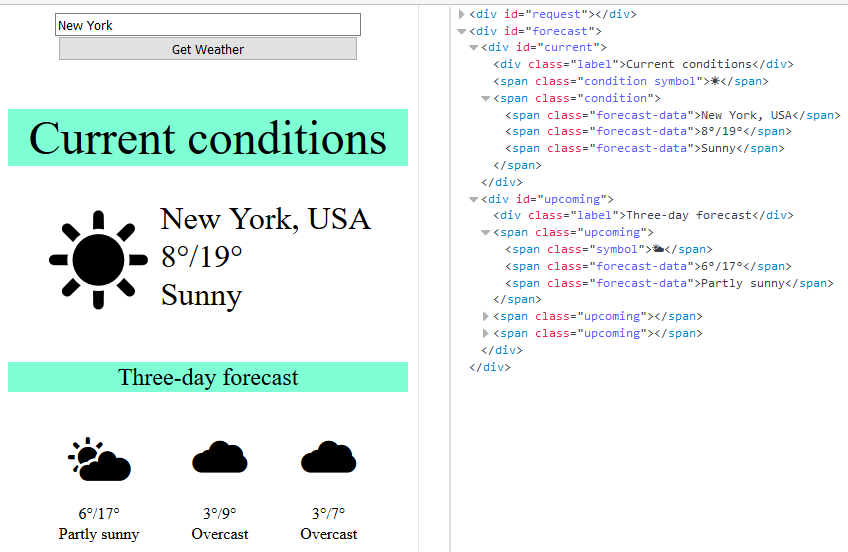 New York
Get Weather
Current conditions
New York, USA
8°/19°
Sunny
Three-day forecast
6°/17°
Partly sunny
3°/9°
Overcast
3°/7°
Overcast
<div id="request"></div>
<div id="forecast">
<div id="current">
<div class="label">Current conditions</div>
<span class="condition symbol">☀</span>
<span class="condition">
<span class="forecast-data">New York, USA</span>
<span class="forecast-data">8°/19°</span>
<span class="forecast-data">Sunny</span>
</span>
</div>
<div id="upcoming">
<div class="label">Three-day forecast</div>
<span class="upcoming">
<span class="symbol">⛅</span>
<span class="forecast-data">6°/17°</span>
<span class="forecast-data">Partly sunny</span>
</span>
<span class="upcoming"></span>
<span class="upcoming"></span>
</div>
</div>